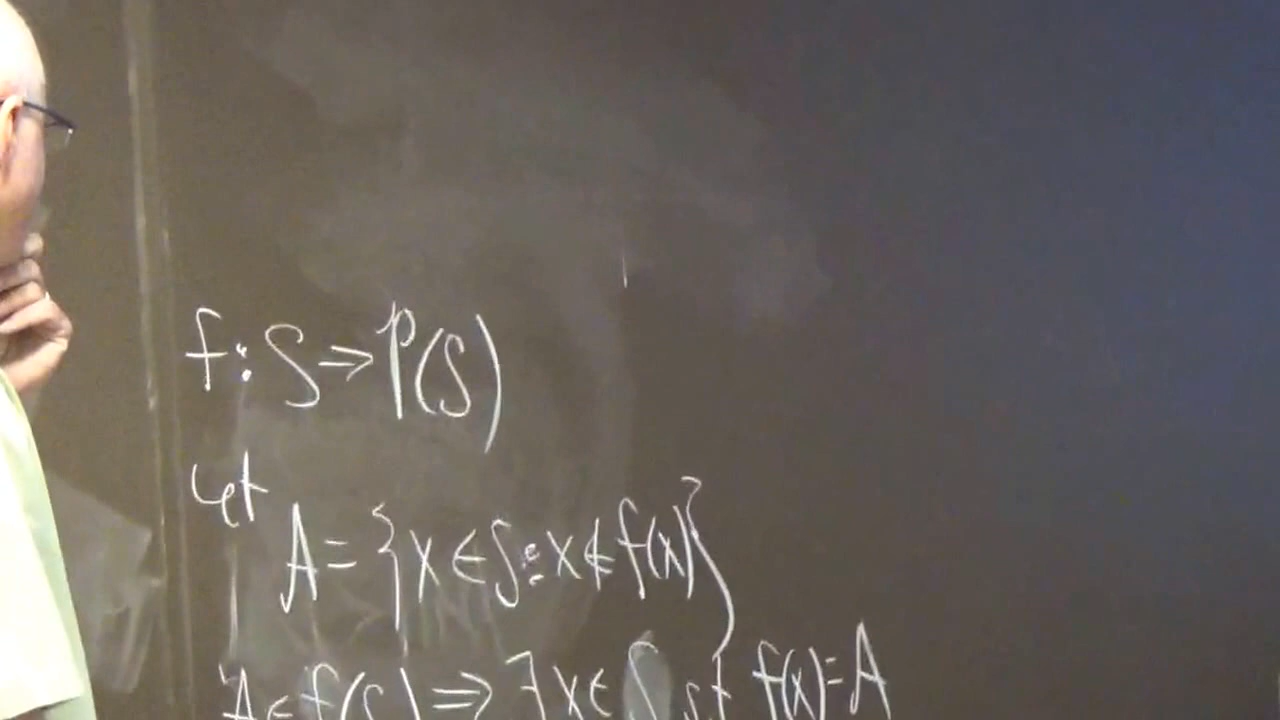 f: S ⇒ P(S)
Let
A = {x ∈ S : x ∉ f(x)}
A ∈ f(S) ⇒ ∃ x ∈ S s.t f(x) = A